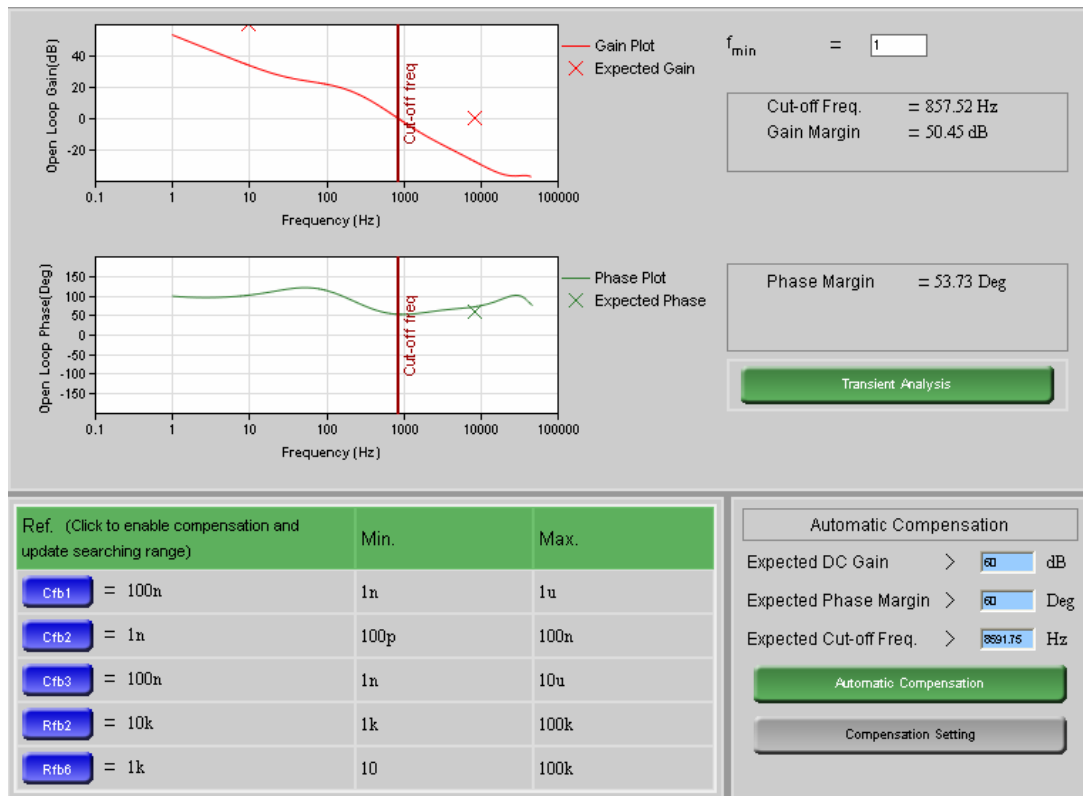 Open Loop Gain(dB)
40
20
0
-20
0.1 1 10 100 1000 10000 100000
Frequency (Hz)
Cut-off freq
Gain Plot
Expected Gain
f min = 1
Cut-off Freq. = 857.52 Hz
Gain Margin = 50.45 dB
Open Loop Phase(Deg)
150
100
50
0
-50
-100
-150
0.1 1 10 100 1000 10000 100000
Frequency (Hz)
Cut-off freq
Phase Plot
Expected Phase
Phase Margin = 53.73 Deg
Transient Analysis
Ref. (Click to enable compensation and
update searching range)
Min. Max.
Cfb1 = 100n 1n 1u
Cfb2 = 1n 100p 100n
Cfb3 = 100n 1n 10u
Rfb2 = 10k 1k 100k
Rfb6 = 1k 10 100k
Automatic Compensation
Expected DC Gain > 60 dB
Expected Phase Margin > 60 Deg
Expected Cut-off Freq. > 8591.75 Hz
Automatic Compensation
Compensation Setting